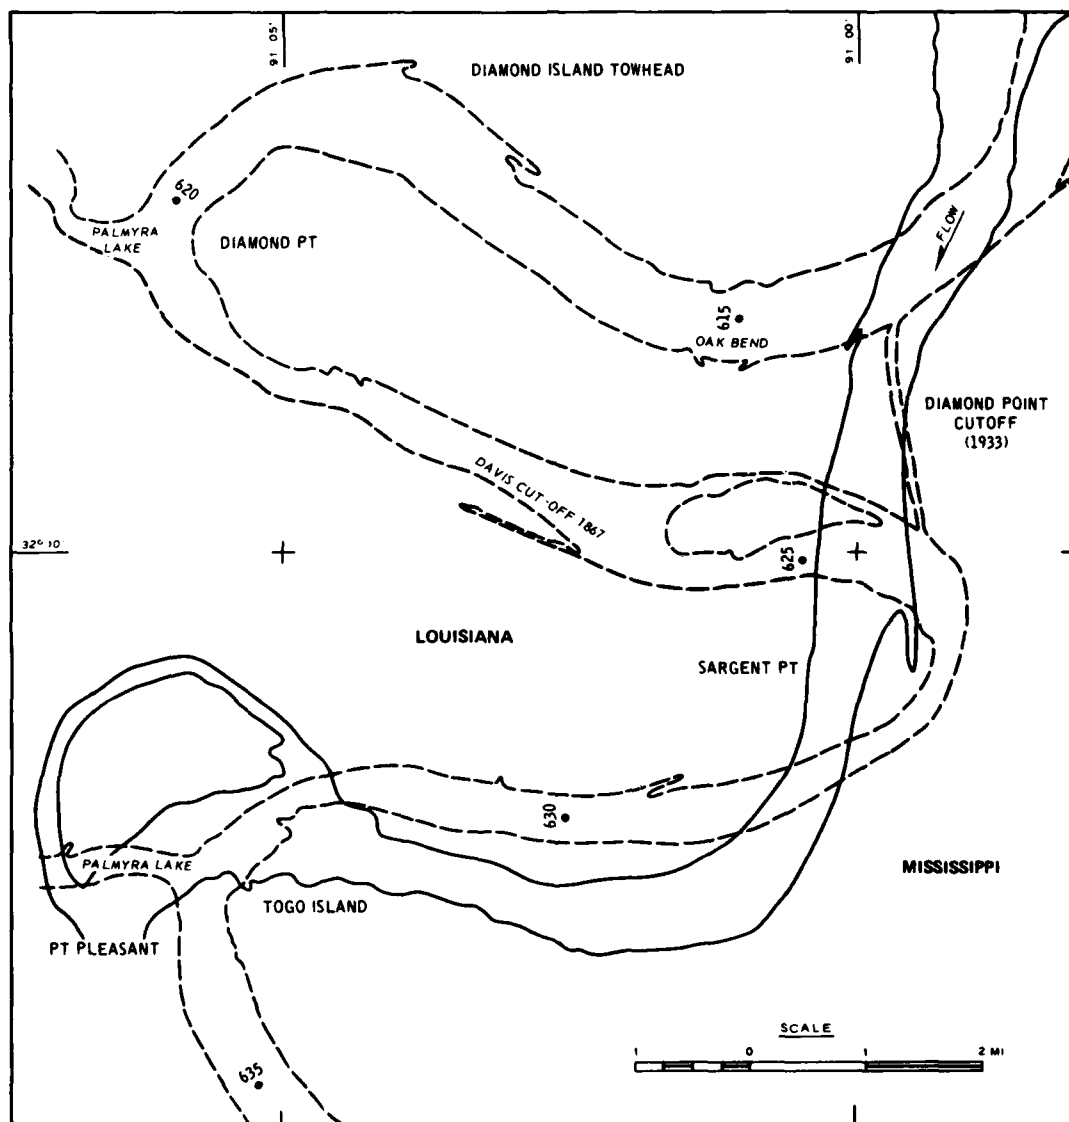 91 05'
91 00'
DIAMOND ISLAND TOWHEAD
620
PALMYRA
LAKE
DIAMOND PT
FLOW
615
OAK BEND
DIAMOND POINT
CUTOFF
(1933)
DAVIS CUT-OFF 1867
32° 10'
625
LOUISIANA
SARGENT PT
630
PALMYRA LAKE
MISSISSIPPI
TOGO ISLAND
PT PLEASANT
SCALE
1 0 1 2 MI
635